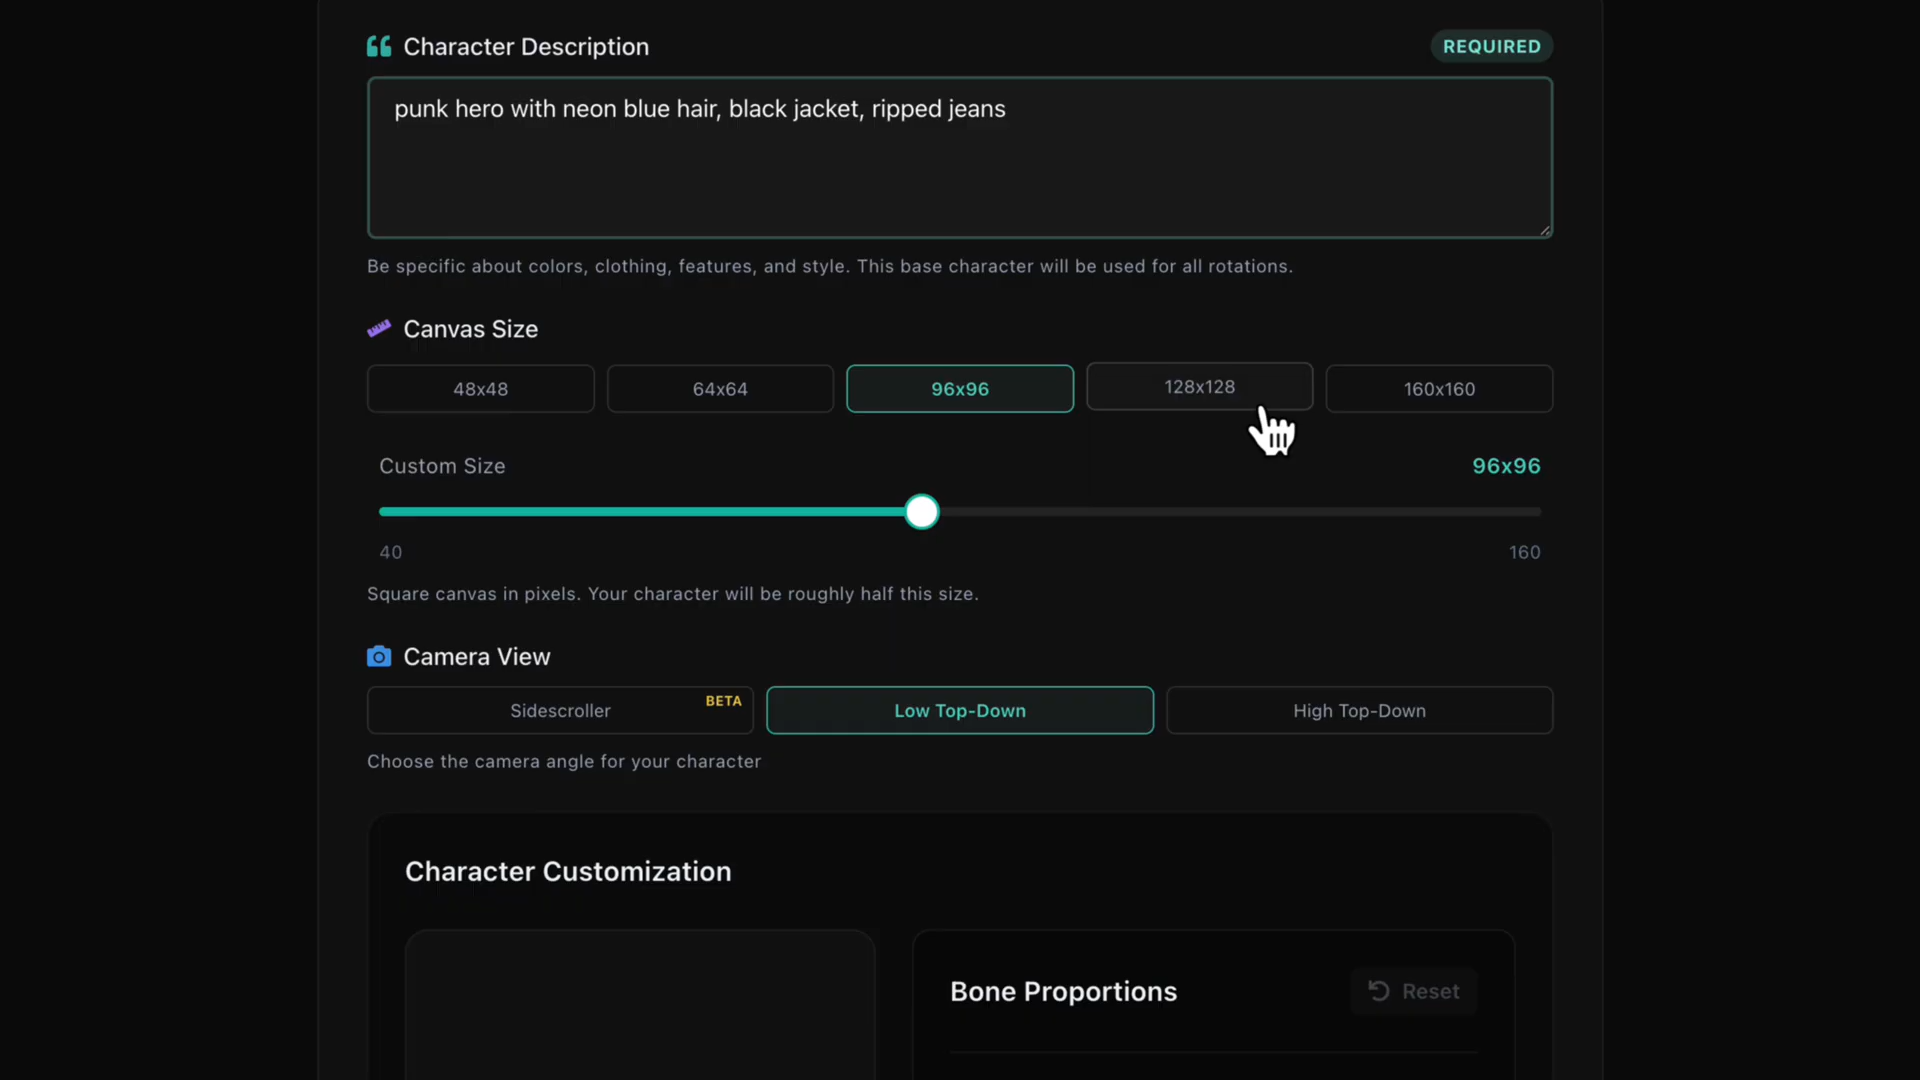 Character Description
REQUIRED
punk hero with neon blue hair, black jacket, ripped jeans
Be specific about colors, clothing, features, and style. This base character will be used for all rotations.
Canvas Size
48x48
64x64
96x96
128x128
160x160
Custom Size
96x96
40
160
Square canvas in pixels. Your character will be roughly half this size.
Camera View
Sidescroller
BETA
Low Top-Down
High Top-Down
Choose the camera angle for your character
Character Customization
Bone Proportions
Reset